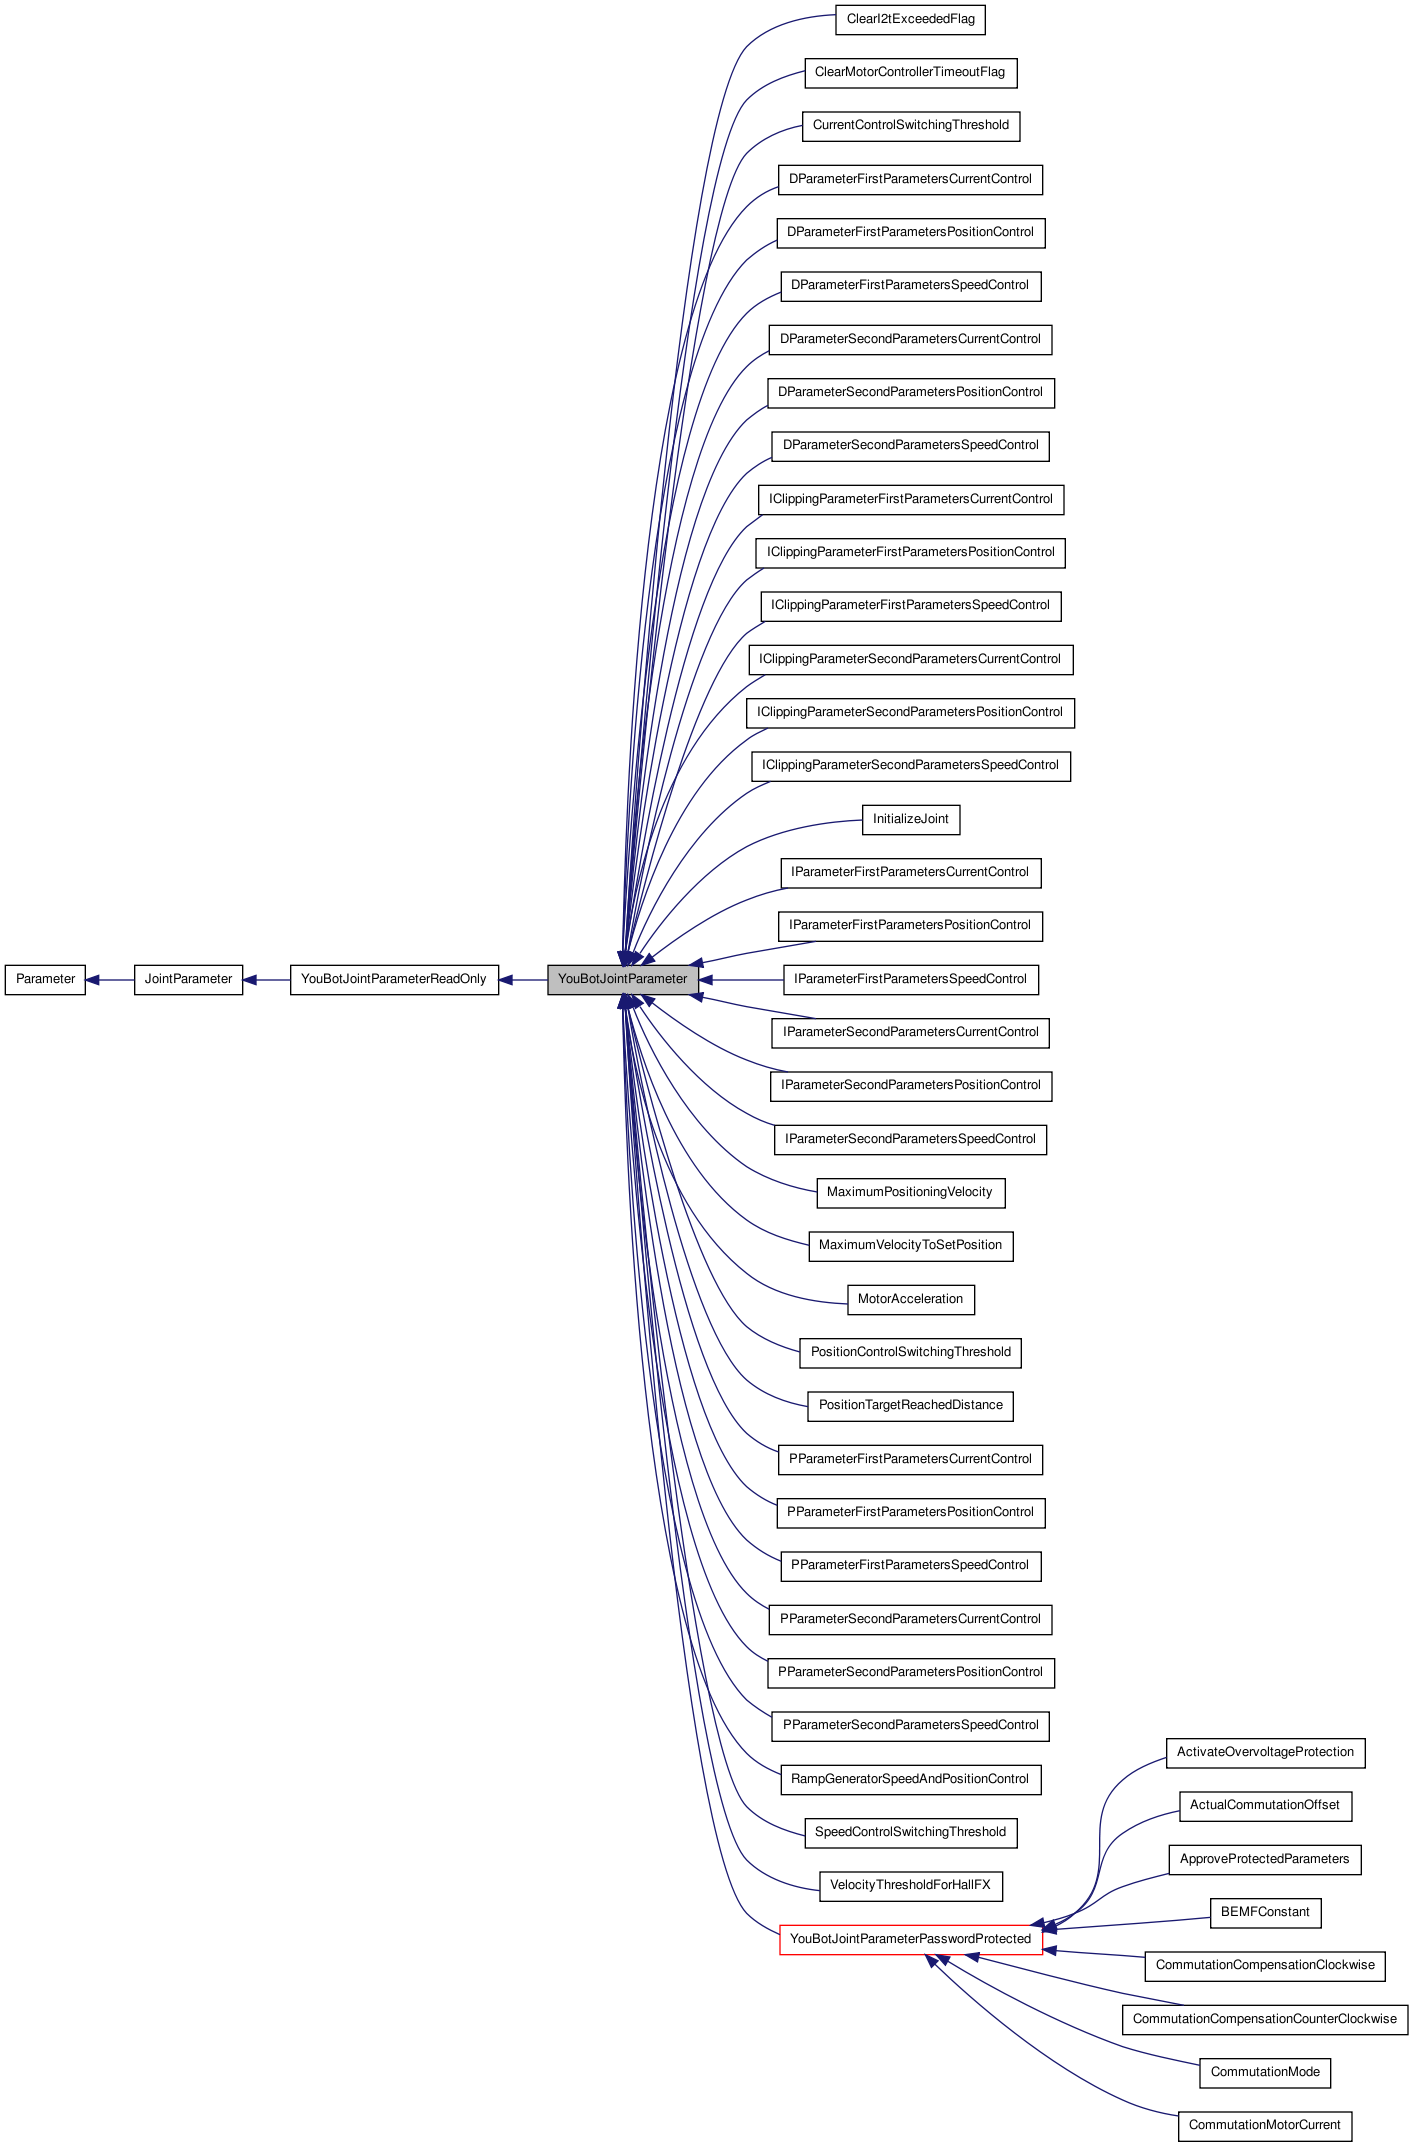 ClearI2tExceededFlag
ClearMotorControllerTimeoutFlag
CurrentControlSwitchingThreshold
DParameterFirstParametersCurrentControl
DParameterFirstParametersPositionControl
DParameterFirstParametersSpeedControl
DParameterSecondParametersCurrentControl
DParameterSecondParametersPositionControl
DParameterSecondParametersSpeedControl
IClippingParameterFirstParametersCurrentControl
IClippingParameterFirstParametersPositionControl
IClippingParameterFirstParametersSpeedControl
IClippingParameterSecondParametersCurrentControl
IClippingParameterSecondParametersPositionControl
IClippingParameterSecondParametersSpeedControl
InitializeJoint
IParameterFirstParametersCurrentControl
IParameterFirstParametersPositionControl
Parameter
JointParameter
YouBotJointParameterReadOnly
YouBotJointParameter
IParameterFirstParametersSpeedControl
IParameterSecondParametersCurrentControl
IParameterSecondParametersPositionControl
IParameterSecondParametersSpeedControl
MaximumPositioningVelocity
MaximumVelocityToSetPosition
MotorAcceleration
PositionControlSwitchingThreshold
PositionTargetReachedDistance
PParameterFirstParametersCurrentControl
PParameterFirstParametersPositionControl
PParameterFirstParametersSpeedControl
PParameterSecondParametersCurrentControl
PParameterSecondParametersPositionControl
PParameterSecondParametersSpeedControl
RampGeneratorSpeedAndPositionControl
SpeedControlSwitchingThreshold
VelocityThresholdForHallFX
YouBotJointParameterPasswordProtected
ActivateOvervoltageProtection
ActualCommutationOffset
ApproveProtectedParameters
BEMFConstant
CommutationCompensationClockwise
CommutationCompensationCounterClockwise
CommutationMode
CommutationMotorCurrent